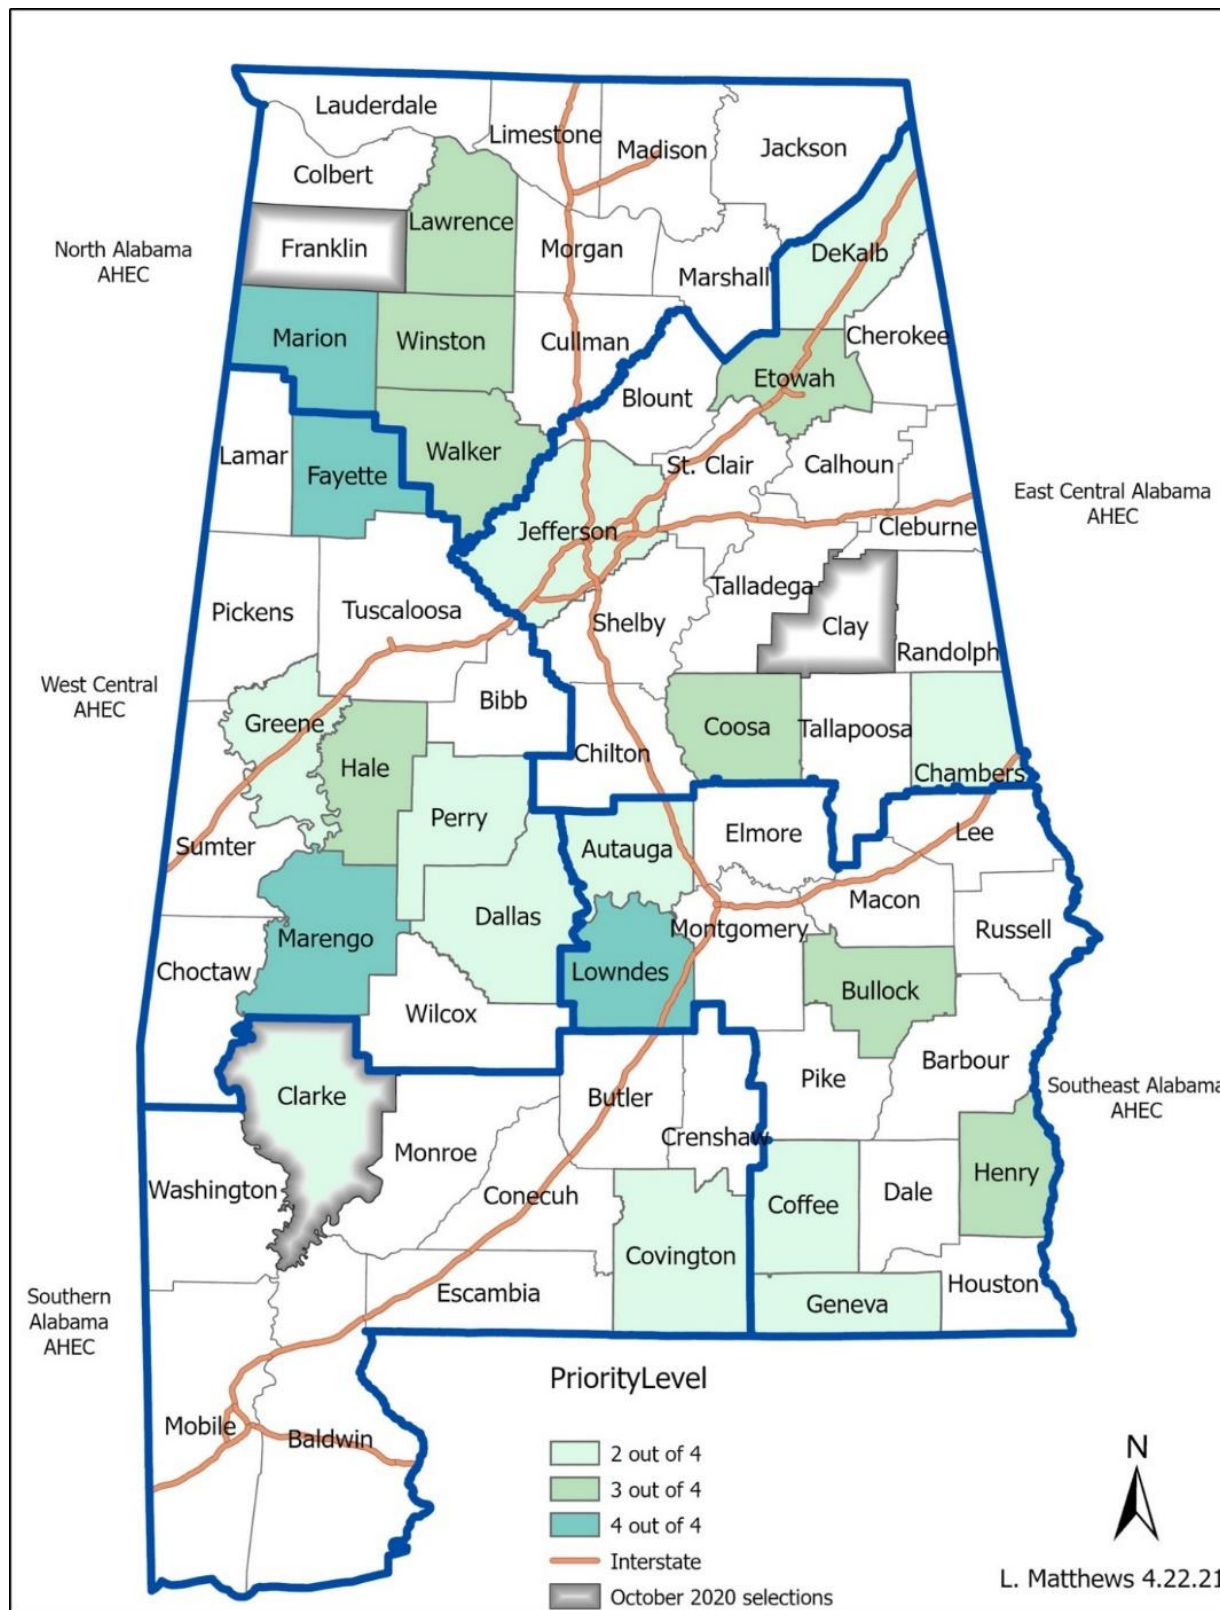 Lauderdale
Limestone
Madison
Jackson
Colbert
Lawrence
North Alabama
AHEC
Franklin
Morgan
Marshall
DeKalb
Marion
Winston
Cullman
Cherokee
Etowah
Blount
Lamar
Fayette
Walker
St. Clair
Calhoun
East Central Alabama
AHEC
Jefferson
Cleburne
Pickens
Tuscaloosa
Shelby
Talladega
Clay
Randolph
West Central
AHEC
Greene
Bibb
Coosa
Tallapoosa
Hale
Chilton
Chambers
Perry
Sumter
Autauga
Elmore
Lee
Marengo
Dallas
Montgomery
Macon
Russell
Choctaw
Lowndes
Bullock
Wilcox
Clarke
Butler
Pike
Barbour
Southeast Alabama
AHEC
Monroe
Crenshaw
Washington
Conecuh
Coffee
Dale
Henry
Covington
Southern
Alabama
AHEC
Escambia
Geneva
Houston
Mobile
Baldwin
PriorityLevel
2 out of 4
3 out of 4
4 out of 4
Interstate
October 2020 selections
N
L. Matthews 4.22.21